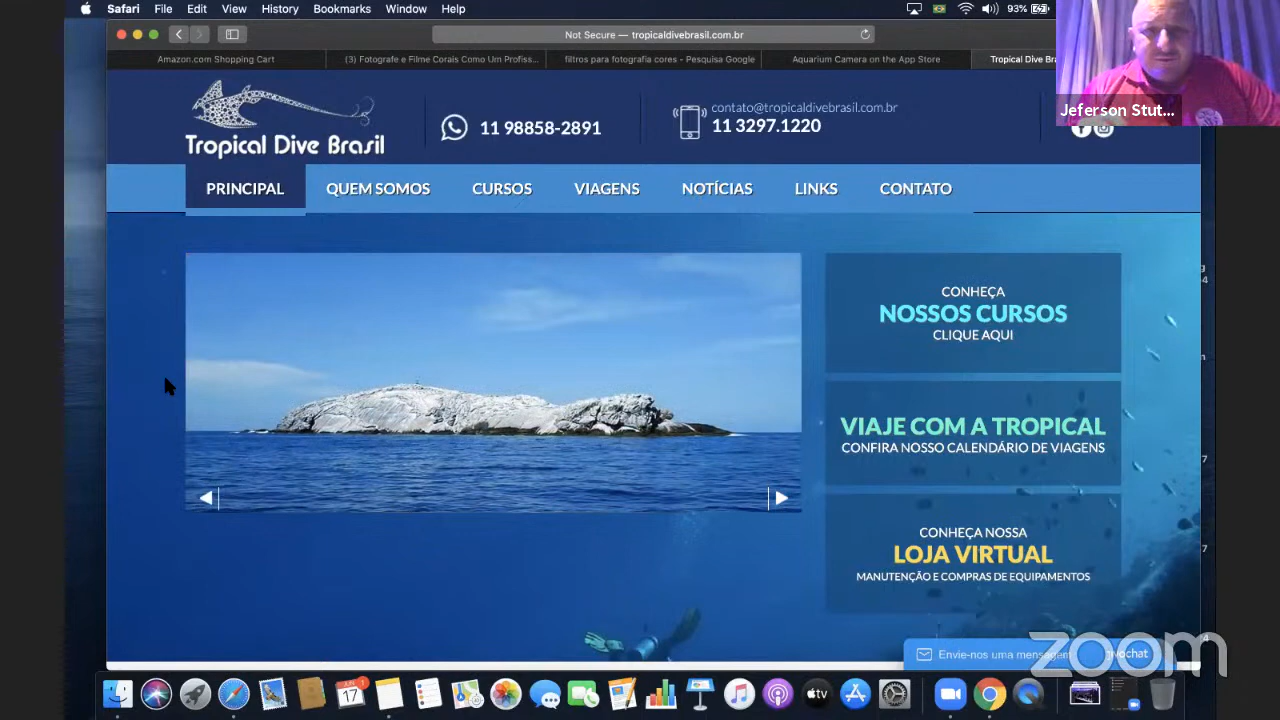 Safari File Edit View History Bookmarks Window Help 93%
Not Secure — tropicaldivebrasil.com.br
Amazon.com Shopping Cart
(3) Fotografe e Filme Corais Como Um Profiss...
filtros para fotografia cores - Pesquisa Google
Aquarium Camera on the App Store
Tropical Dive Bra
Jeferson Stut...
Tropical Dive Brasil
11 98858-2891
contato@tropicaldivebrasil.com.br
11 3297.1220
PRINCIPAL QUEM SOMOS CURSOS VIAGENS NOTÍCIAS LINKS CONTATO
CONHEÇA
NOSSOS CURSOS
CLIQUE AQUI
VIAJE COM A TROPICAL
CONFIRA NOSSO CALENDÁRIO DE VIAGENS
CONHEÇA NOSSA
LOJA VIRTUAL
MANUTENÇÃO E COMPRAS DE EQUIPAMENTOS
Envie-nos uma mensagem
zoom
17
tv